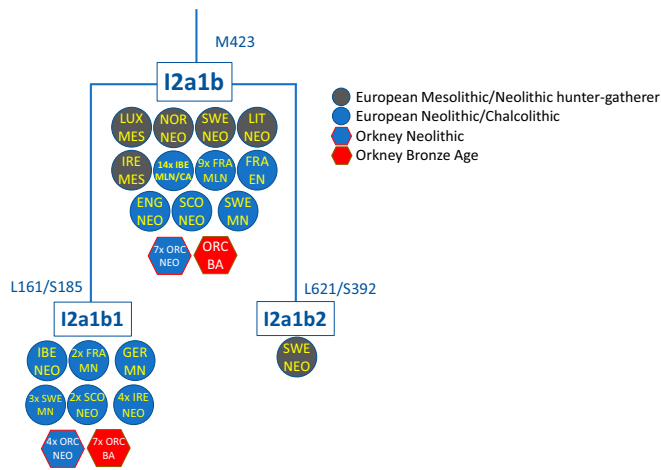 M423
I2a1b
LUX
MES
NOR
NEO
SWE
NEO
LIT
NEO
IRE
MES
14x IBE
MLN/CA
9x FRA
MLN
FRA
EN
ENG
NEO
SCO
NEO
SWE
MN
7x ORC
NEO
ORC
BA
European Mesolithic/Neolithic hunter-gatherer
European Neolithic/Chalcolithic
Orkney Neolithic
Orkney Bronze Age
L161/S185
L621/S392
I2a1b1
I2a1b2
IBE
NEO
2x FRA
MN
GER
MN
3x SWE
MN
2x SCO
NEO
4x IRE
NEO
4x ORC
NEO
7x ORC
BA
SWE
NEO